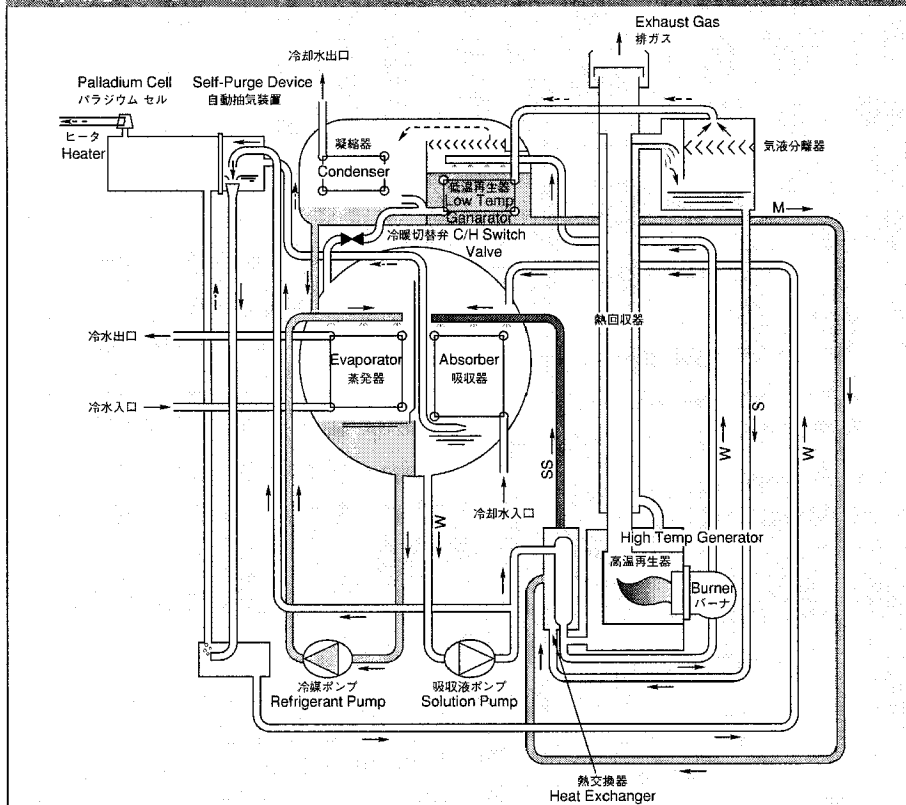 Exhaust Gas
排ガス
冷却水出口
Palladium Cell
パラジウム セル
Self-Purge Device
自動抽気装置
ヒータ
Heater
凝縮器
Condenser
気液分離器
低温再生器
Low Temp
Ganarator
M
冷暖切替弁 C/H Switch
Valve
熱回収器
冷水出口
Evaporator
蒸発器
Absorber
吸収器
冷水入口
S
W
W
SS
W
冷却水入口
High Temp Generator
高温再生器
Burner
バーナ
冷媒ポンプ
Refrigerant Pump
吸収液ポンプ
Solution Pump
熱交換器
Heat Exchanger